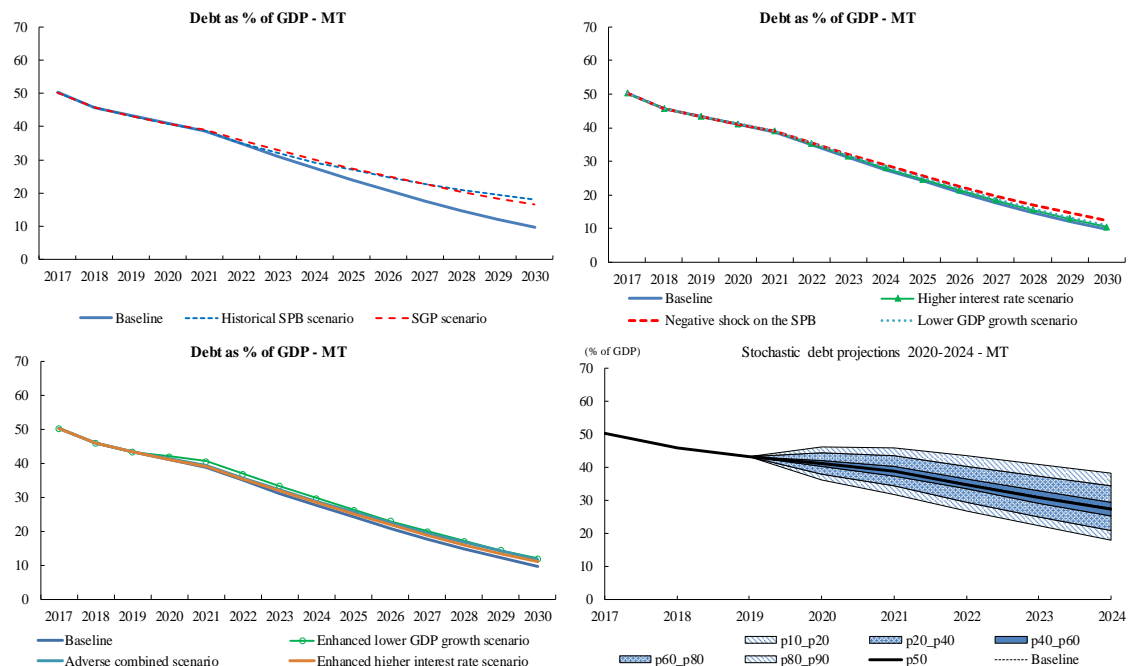 Debt as % of GDP - MT
70
60
50
40
30
20
10
0
2017 2018 2019 2020 2021 2022 2023 2024 2025 2026 2027 2028 2029 2030
Baseline Historical SPB scenario SGP scenario
Debt as % of GDP - MT
70
60
50
40
30
20
10
0
2017 2018 2019 2020 2021 2022 2023 2024 2025 2026 2027 2028 2029 2030
Baseline Higher interest rate scenario
Negative shock on the SPB Lower GDP growth scenario
Debt as % of GDP - MT
70
60
50
40
30
20
10
0
2017 2018 2019 2020 2021 2022 2023 2024 2025 2026 2027 2028 2029 2030
Baseline Enhanced lower GDP growth scenario
Adverse combined scenario Enhanced higher interest rate scenario
(% of GDP) Stochastic debt projections 2020-2024 - MT
70
60
50
40
30
20
10
0
2017 2018 2019 2020 2021 2022 2023 2024
p10_p20 p20_p40 p40_p60
p60_p80 p80_p90 p50 Baseline